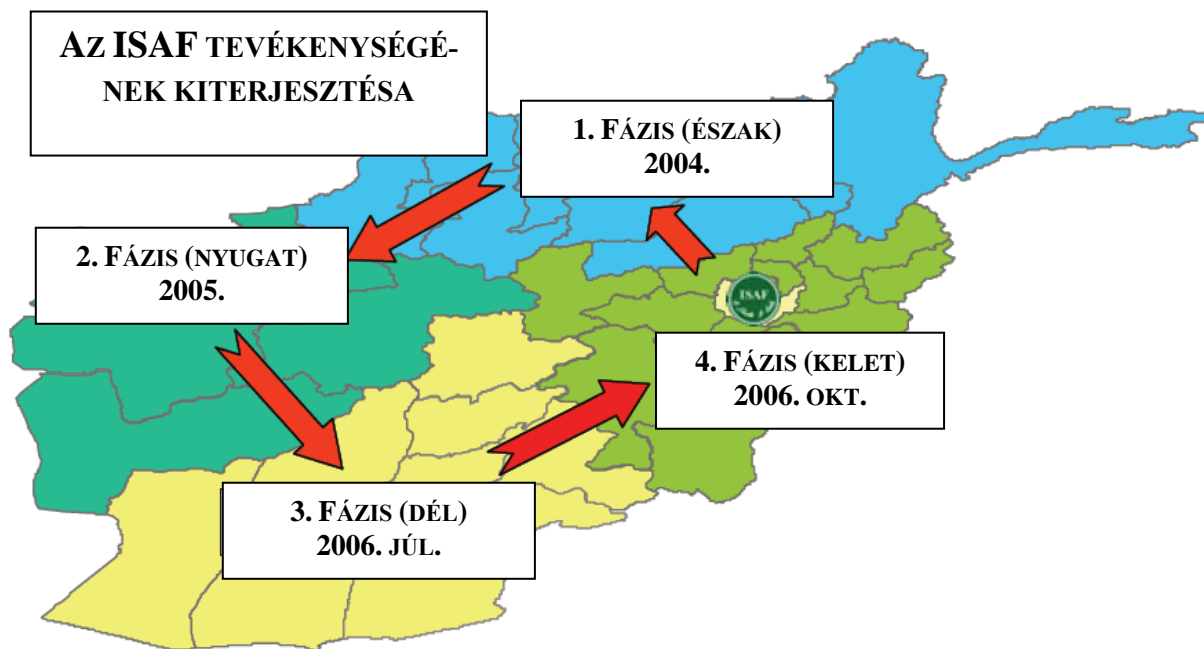 AZ ISAF TEVÉKENYSÉGÉ-
NEK KITERJESZTÉSA
1. FÁZIS (ÉSZAK)
2004.
2. FÁZIS (NYUGAT)
2005.
ISAF
4. FÁZIS (KELET)
2006. OKT.
3. FÁZIS (DÉL)
2006. JÚL.